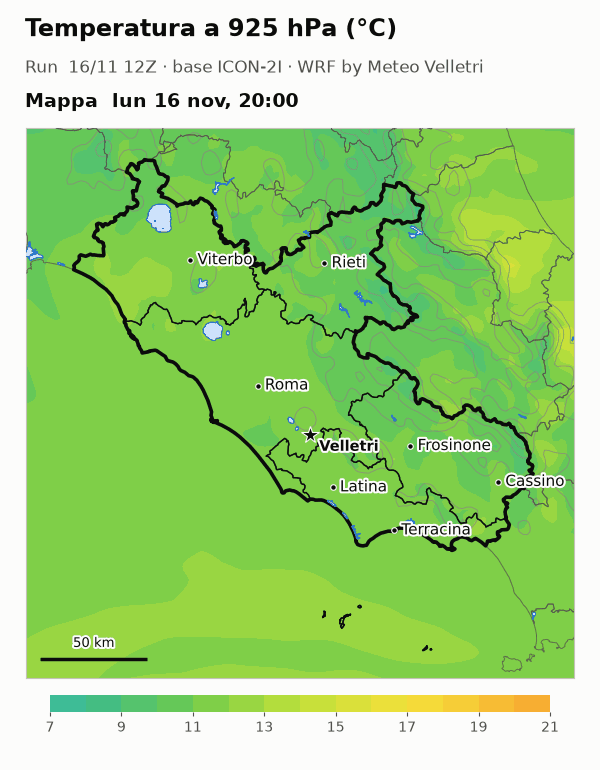 Temperatura a 925 hPa (°C)
Run  16/11 12Z · base ICON-2I · WRF by Meteo Velletri
Mappa  lun 16 nov, 20:00
Viterbo
Rieti
Roma
Velletri
Frosinone
Cassino
Latina
Terracina
50 km
7 9 11 13 15 17 19 21